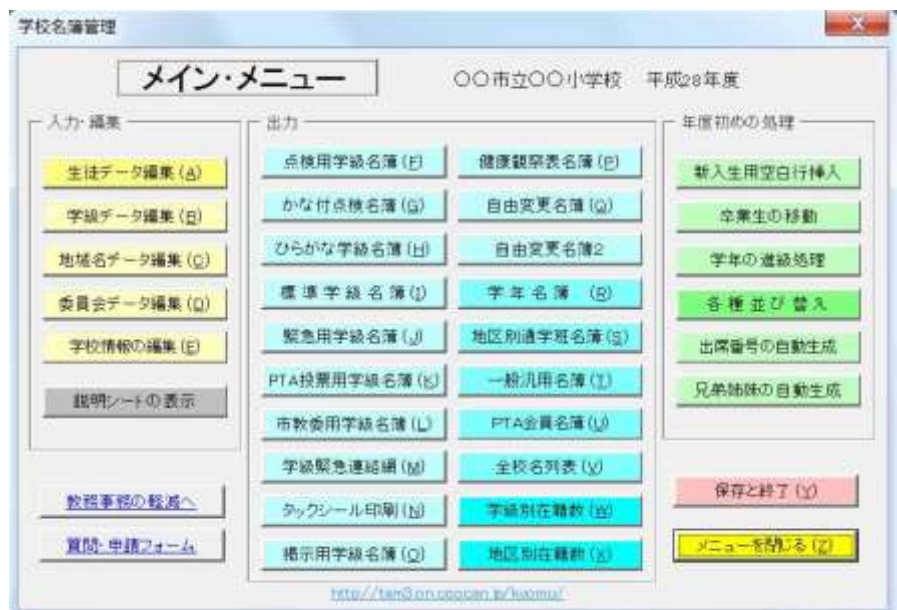 学校名簿管理
メイン・メニュー
〇〇市立〇〇小学校 平成28年度
入力・編集
生徒データ編集(A)
学級データ編集(B)
地域名データ編集(C)
委員会データ編集(D)
学校情報の編集(E)
説明シートの表示
教務事務の軽減へ
質問・申請フォーム
出力
点検用学級名簿(F)
かな付点検名簿(G)
ひらがな学級名簿(H)
標準学級名簿(I)
緊急用学級名簿(J)
PTA投票用学級名簿(K)
市教委用学級名簿(L)
学級緊急連絡網(M)
タックシール印刷(N)
掲示用学級名簿(O)
健康観察表名簿(P)
自由変更名簿(Q)
自由変更名簿2
学年名簿 (R)
地区別通学班名簿(S)
一般汎用名簿(T)
PTA会員名簿(U)
全校名列表(V)
学級別在籍数(W)
地区別在籍数(X)
http://tam3.on.coocan.jp/kyomu/
年度初めの処理
新入生用空白行挿入
卒業生の移動
学年の進級処理
各種並び替え
出席番号の自動生成
兄弟姉妹の自動生成
保存と終了(Y)
メニューを閉じる(Z)